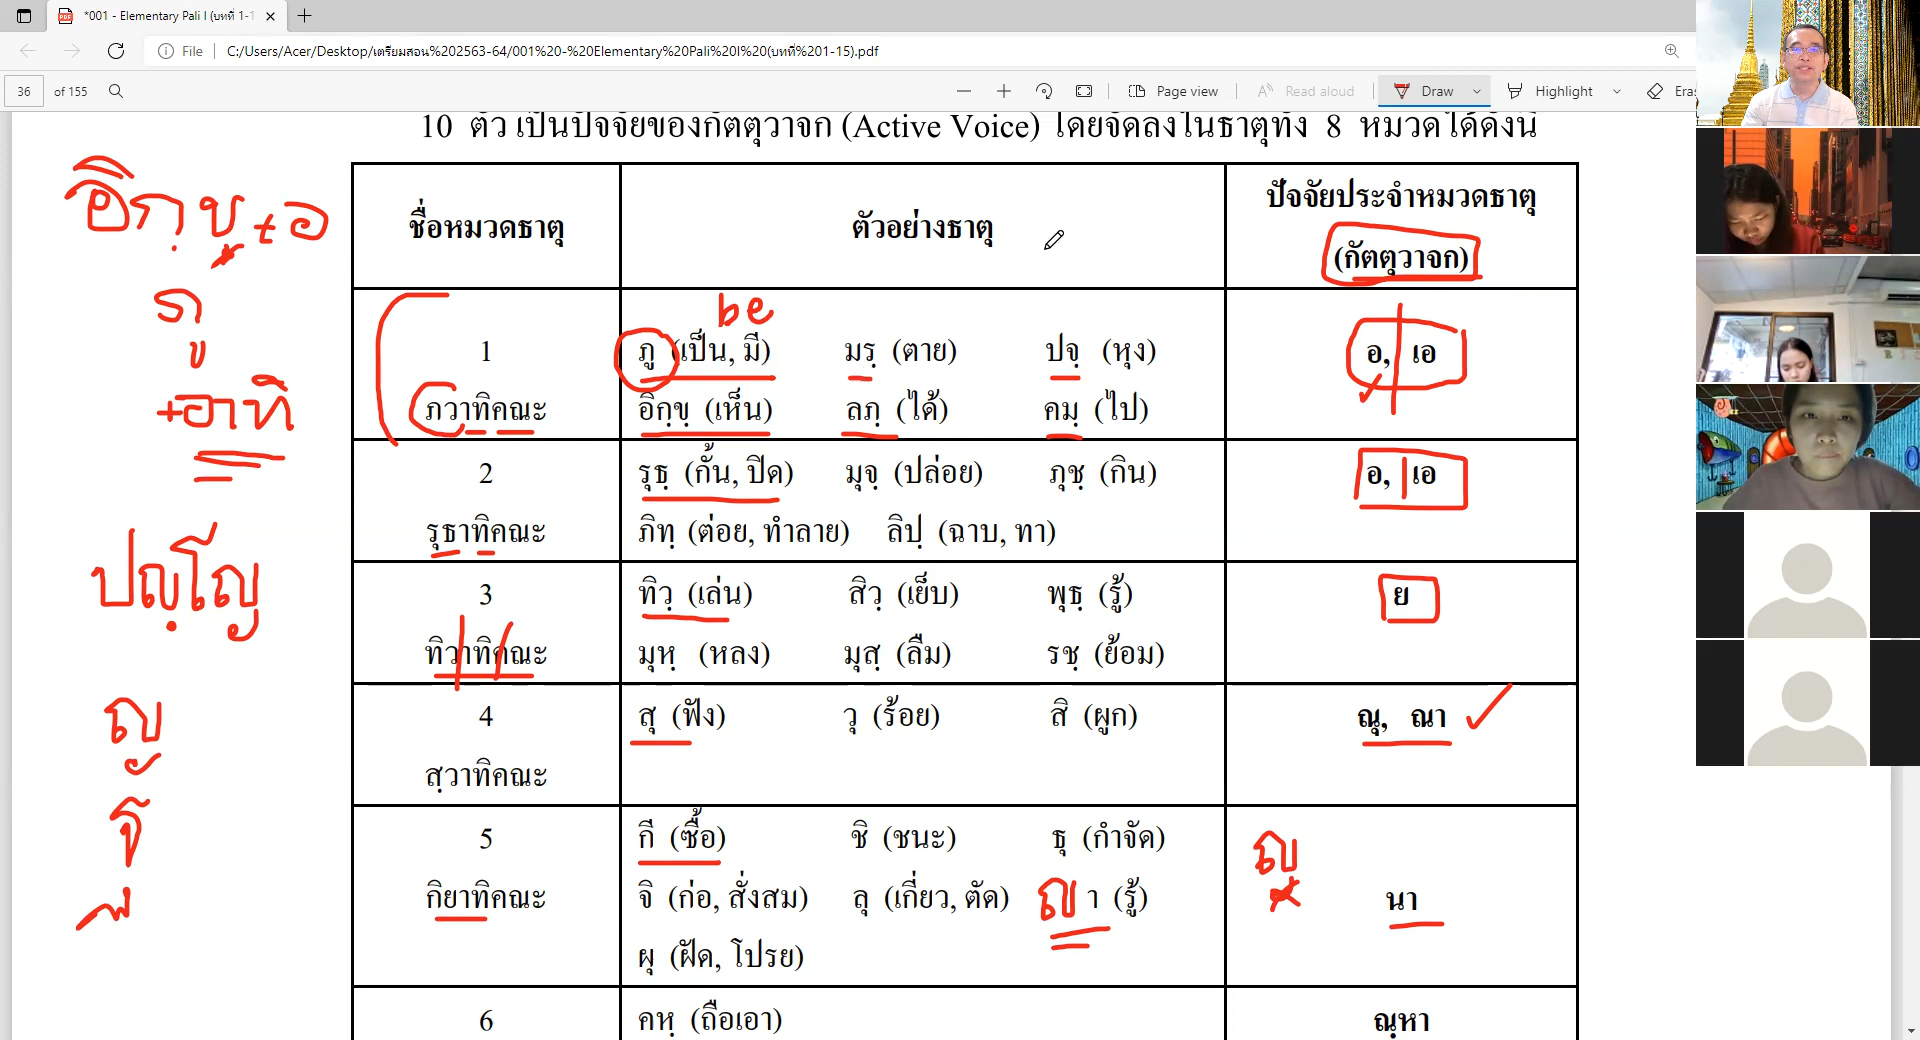 *001 - Elementary Pali I (บทที่ 1-1
File C:/Users/Acer/Desktop/เตรียมสอน%202563-64/001%20-%20Elementary%20Pali%20I%20(บทที่%201-15).pdf
36 of 155 Page view Read aloud Draw Highlight Eras
10 ตัว เป็นปัจจัยของกัตตุวาจก (Active Voice) โดยจัดลงในธาตุทั้ง 8 หมวดได้ดังนี้
ชื่อหมวดธาตุ ตัวอย่างธาตุ ปัจจัยประจำหมวดธาตุ
(กัตตุวาจก)
be
1 ภู (เป็น, มี) มรฺ (ตาย) ปจฺ (หุง) อ, เอ
ภวาทิคณะ อิกฺขฺ (เห็น) ลภฺ (ได้) คมฺ (ไป)
2 รุธฺ (กั้น, ปิด) มุจฺ (ปล่อย) ภุชฺ (กิน) อ, เอ
รุธาทิคณะ ภิทฺ (ต่อย, ทำลาย) ลิปฺ (ฉาบ, ทา)
3 ทิวฺ (เล่น) สิวฺ (เย็บ) พุธฺ (รู้) ย
ทิวาทิคณะ มุหฺ (หลง) มุสฺ (ลืม) รชฺ (ย้อม)
4 สุ (ฟัง) วุ (ร้อย) สิ (ผูก) ณุ, ณา
สฺวาทิคณะ
5 กี (ซื้อ) ชิ (ชนะ) ธุ (กำจัด)
กิยาทิคณะ จิ (ก่อ, สั่งสม) ลุ (เกี่ยว, ตัด) ญา (รู้) นา
ผุ (ฝัด, โปรย)
6 คหฺ (ถือเอา) ณฺหา
อิกฺขฺ + อ
ภู
+อาทิ
ปญฺโญ
ญ
จิ
ญ